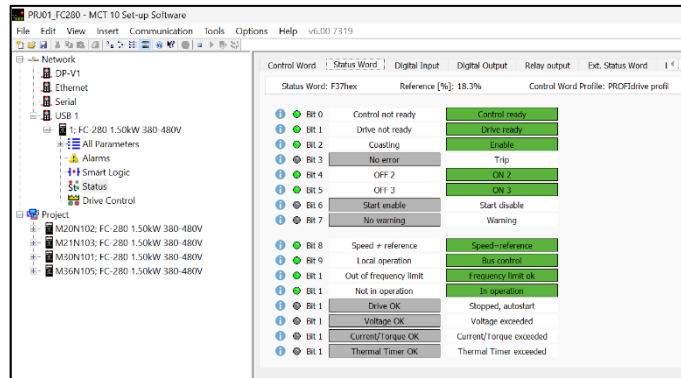 PRJ01_FC280 - MCT 10 Set-up Software
File Edit View Insert Communication Tools Options Help v6.00 7319
Network
DP-V1
Ethernet
Serial
USB 1
1; FC-280 1.50kW 380-480V
All Parameters
Alarms
Smart Logic
Status
Drive Control
Project
M20N102; FC-280 1.50kW 380-480V
M21N103; FC-280 1.50kW 380-480V
M30N101; FC-280 1.50kW 380-480V
M36N105; FC-280 1.50kW 380-480V
Control Word Status Word Digital Input Digital Output Relay output Ext. Status Word
Status Word: F37hex Reference [%]: 18.3% Control Word Profile: PROFIdrive profil
Bit 0 Control not ready Control ready
Bit 1 Drive not ready Drive ready
Bit 2 Coasting Enable
Bit 3 No error Trip
Bit 4 OFF 2 ON 2
Bit 5 OFF 3 ON 3
Bit 6 Start enable Start disable
Bit 7 No warning Warning
Bit 8 Speed ≠ reference Speed=reference
Bit 9 Local operation Bus control
Bit 1 Out of frequency limit Frequency limit ok
Bit 1 Not in operation In operation
Bit 1 Drive OK Stopped, autostart
Bit 1 Voltage OK Voltage exceeded
Bit 1 Current/Torque OK Current/Torque exceeded
Bit 1 Thermal Timer OK Thermal Timer exceeded